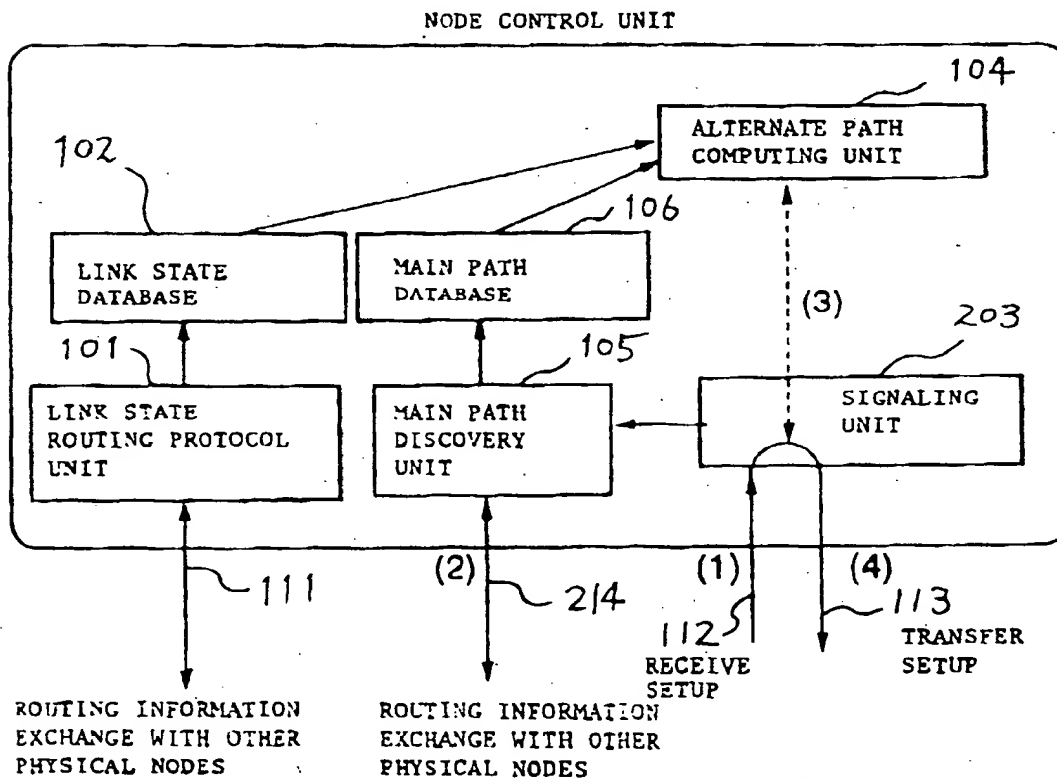 NODE CONTROL UNIT
104
ALTERNATE PATH
COMPUTING UNIT
102
106
LINK STATE
DATABASE
MAIN PATH
DATABASE
(3)
203
101
105
LINK STATE
ROUTING PROTOCOL
UNIT
MAIN PATH
DISCOVERY
UNIT
SIGNALING
UNIT
(2)
(1)
(4)
111
214
112
113
RECEIVE
SETUP
TRANSFER
SETUP
ROUTING INFORMATION
EXCHANGE WITH OTHER
PHYSICAL NODES
ROUTING INFORMATION
EXCHANGE WITH OTHER
PHYSICAL NODES